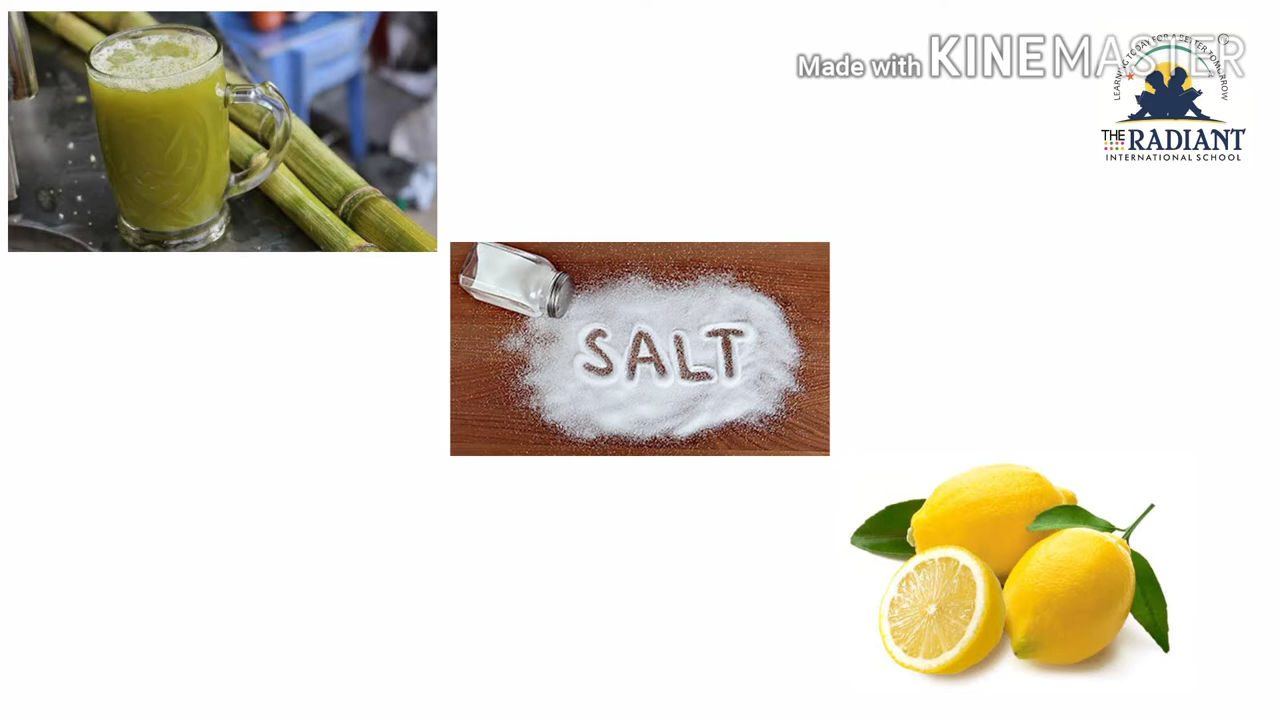 Made with KINEMASTER
LEARNING TODAY FOR A BETTER TOMORROW
THE RADIANT
INTERNATIONAL SCHOOL
SALT